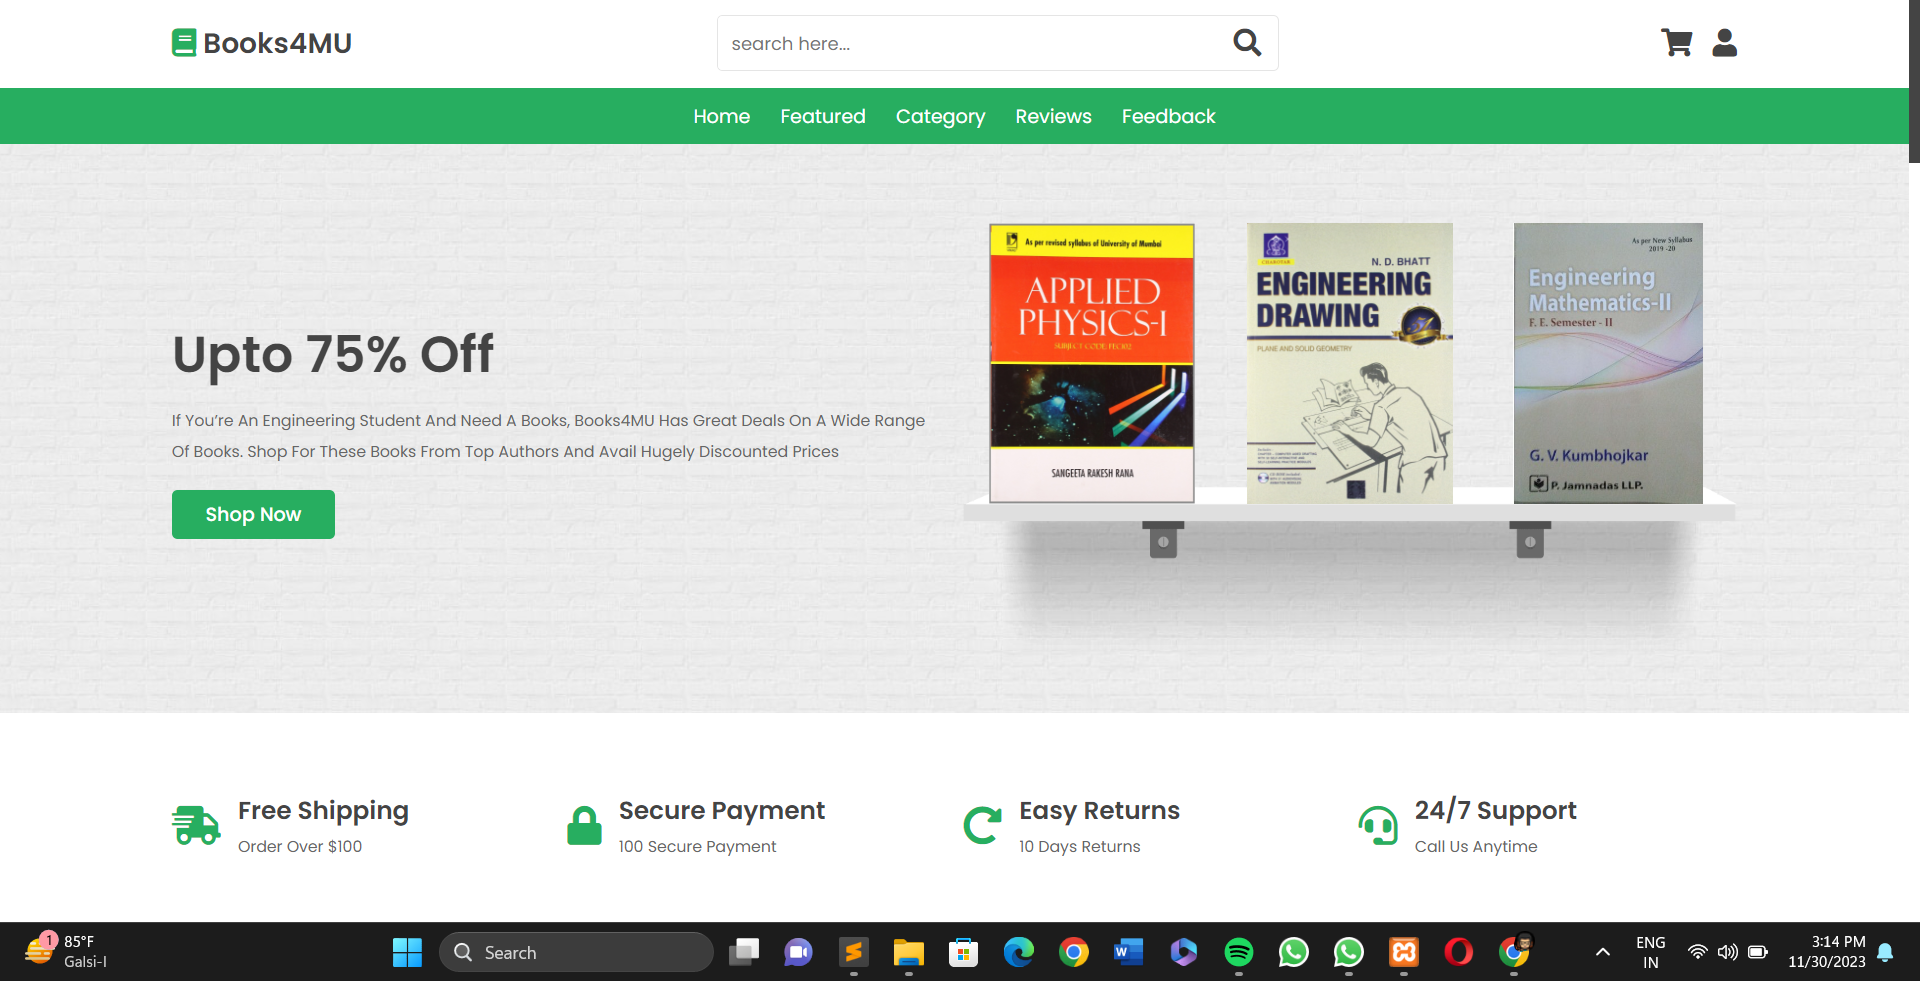 Books4MU
search here...
Home Featured Category Reviews Feedback
Upto 75% Off
If You're An Engineering Student And Need A Books, Books4MU Has Great Deals On A Wide Range
Of Books. Shop For These Books From Top Authors And Avail Hugely Discounted Prices
Shop Now
As per revised syllabus of University of Mumbai
APPLIED
PHYSICS-I
SUBJECT CODE FEC102
SANGEETA RAKESH RANA
CHAROTAR
N. D. BHATT
ENGINEERING
DRAWING
PLANE AND SOLID GEOMETRY
As per New Syllabus
2019 -20
Engineering
Mathematics-II
F. E. Semester - II
G. V. Kumbhojkar
P. Jamnadas LLP.
Free Shipping
Order Over $100
Secure Payment
100 Secure Payment
Easy Returns
10 Days Returns
24/7 Support
Call Us Anytime
1
85°F
Galsi-I
Search
ENG
IN
3:14 PM
11/30/2023